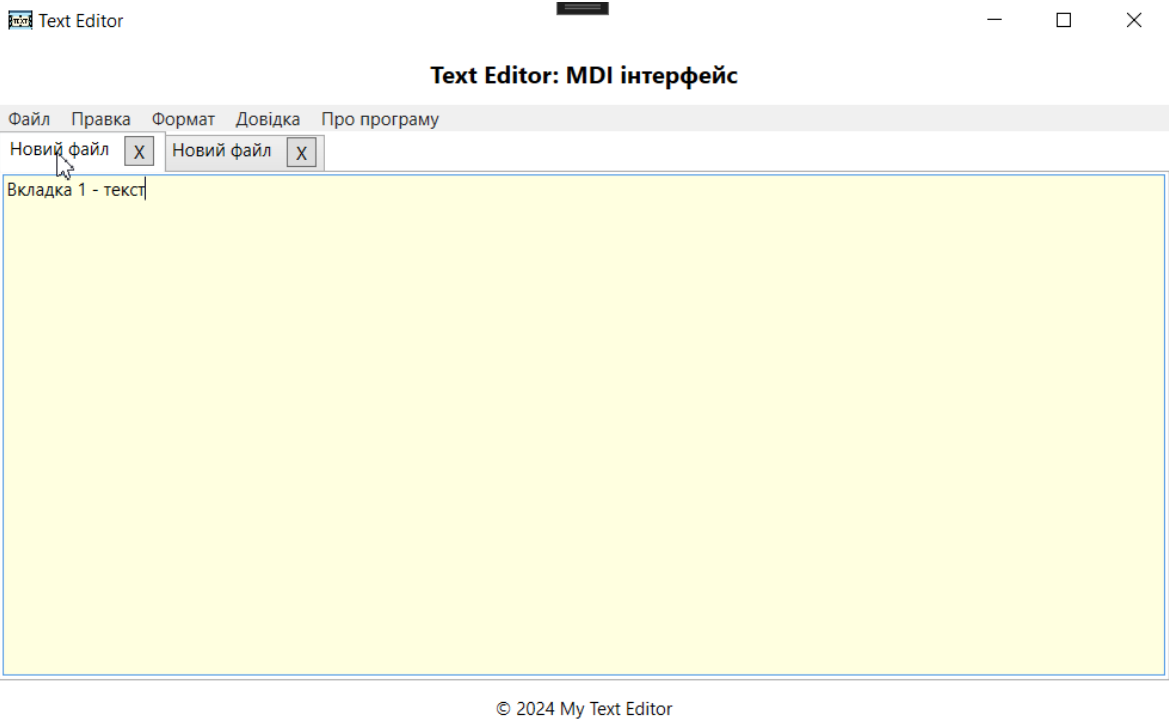 Text Editor
Text Editor: MDI інтерфейс
Файл Правка Формат Довідка Про програму
Новий файл X Новий файл X
Вкладка 1 - текст
© 2024 My Text Editor